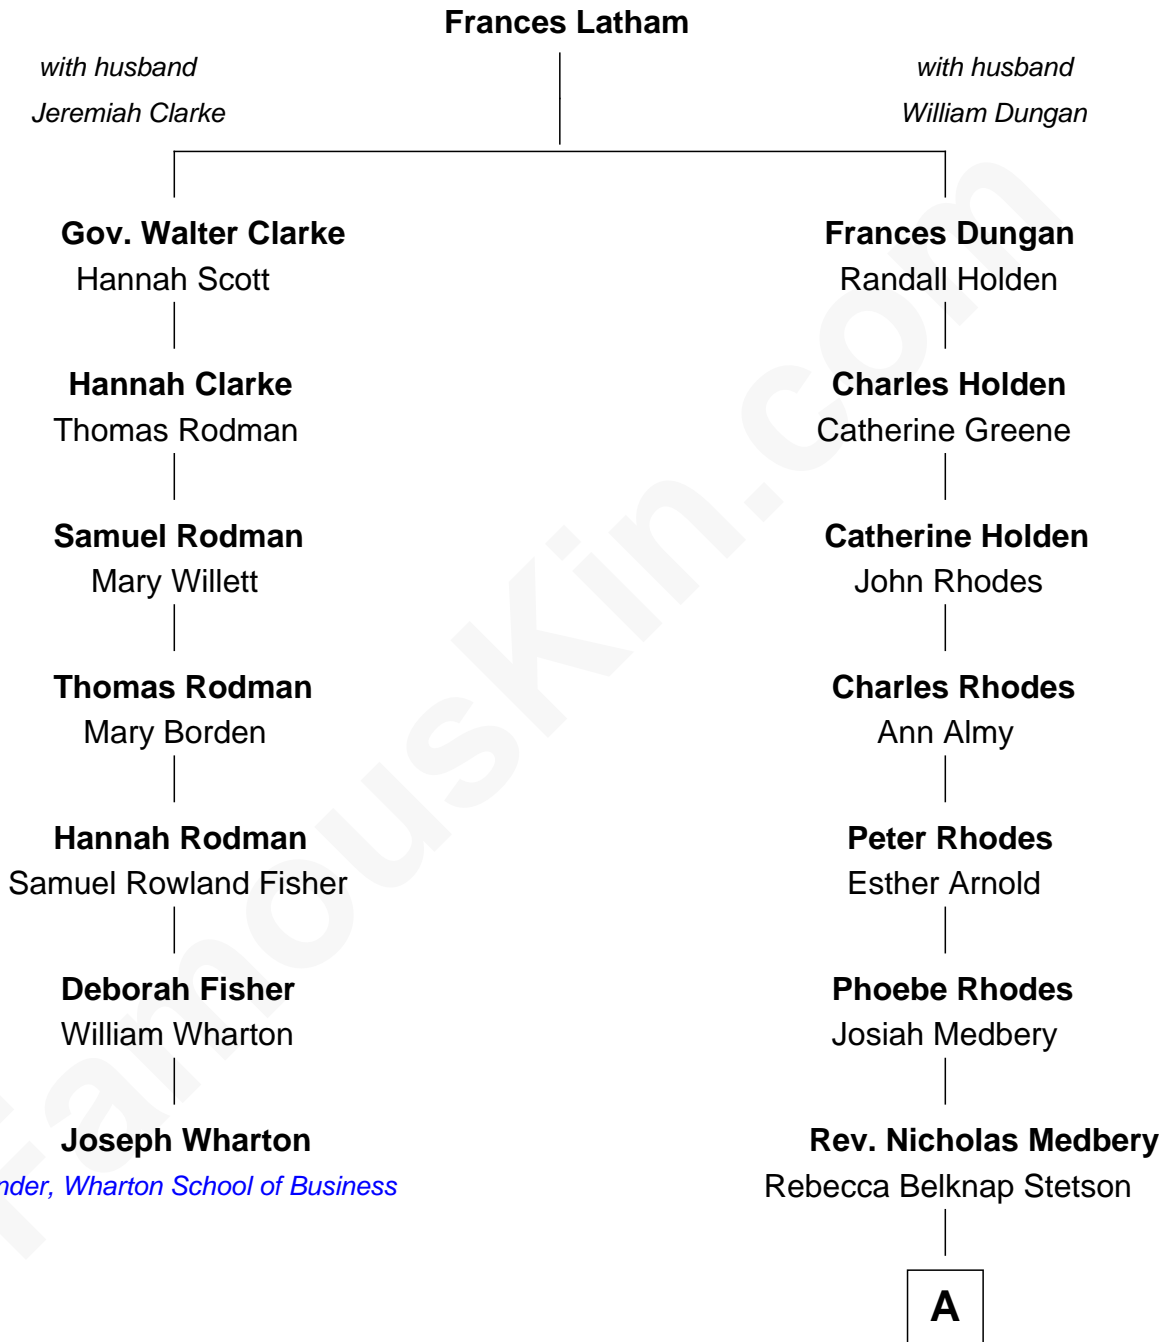 Frances Latham
with husband
Jeremiah Clarke
with husband
William Dungan
Gov. Walter Clarke
Hannah Scott
Frances Dungan
Randall Holden
Hannah Clarke
Thomas Rodman
Charles Holden
Catherine Greene
Samuel Rodman
Mary Willett
Catherine Holden
John Rhodes
Thomas Rodman
Mary Borden
Charles Rhodes
Ann Almy
Hannah Rodman
Samuel Rowland Fisher
Peter Rhodes
Esther Arnold
Deborah Fisher
William Wharton
Phoebe Rhodes
Josiah Medbery
Joseph Wharton
nder, Wharton School of Business
Rev. Nicholas Medbery
Rebecca Belknap Stetson
A
FamousKin.com